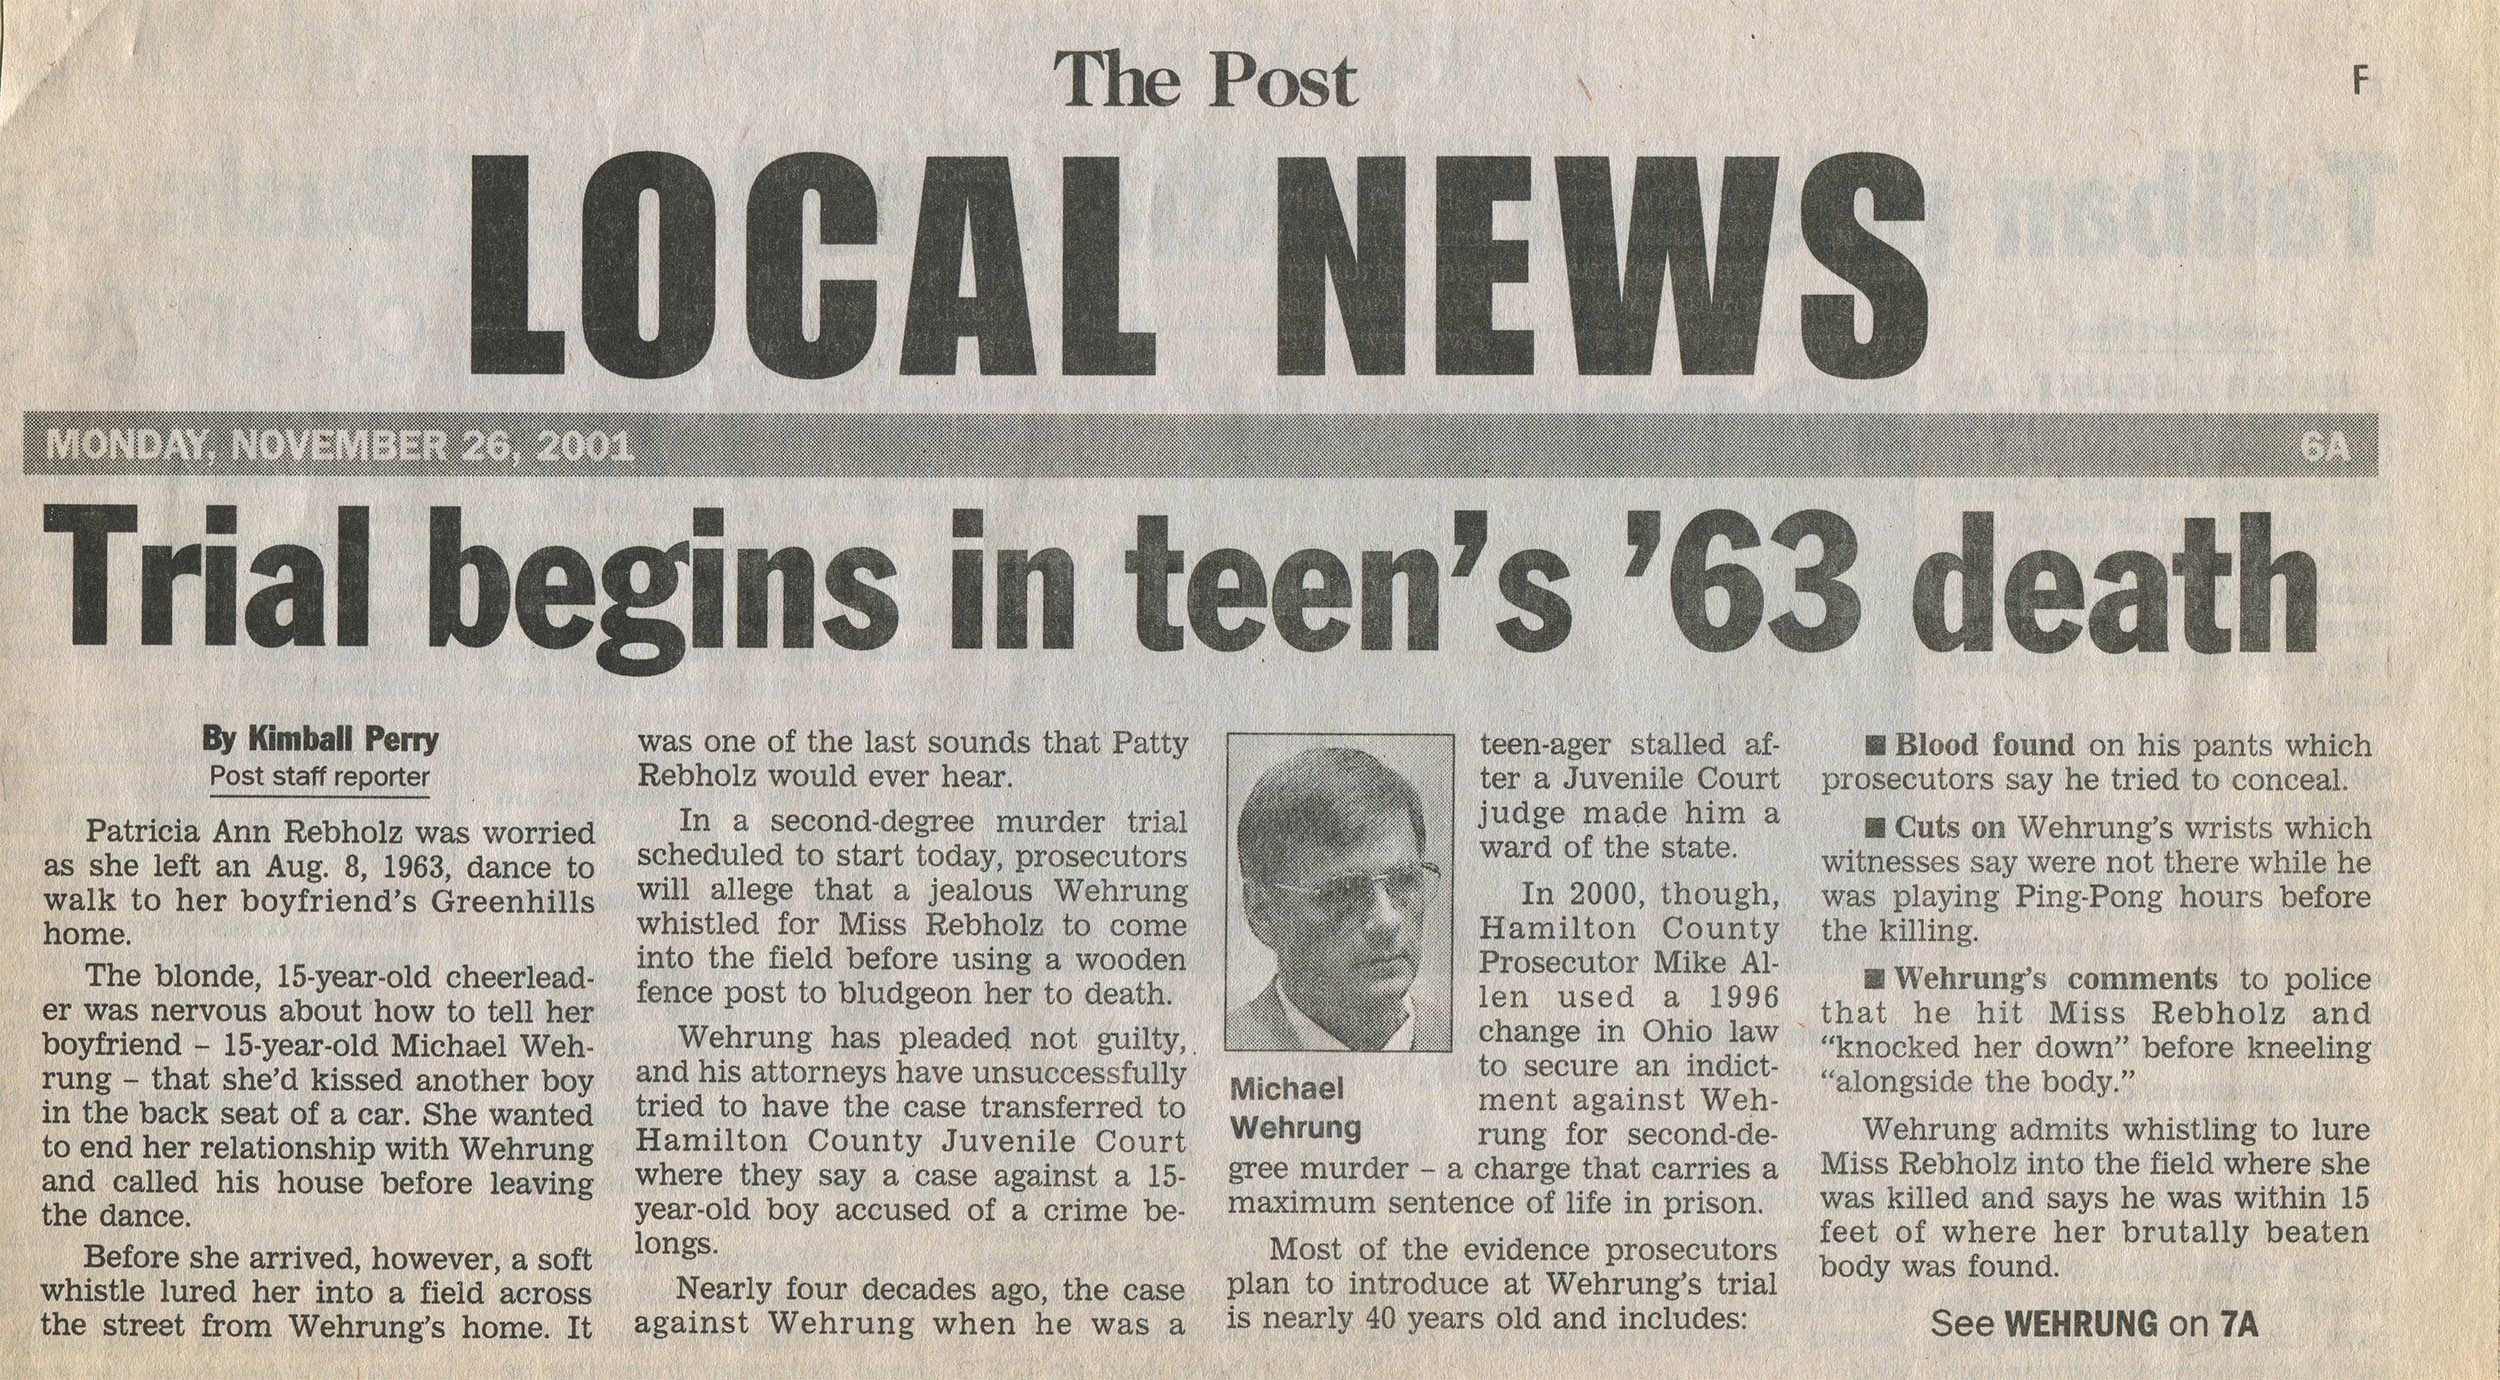 The Post
F
LOCAL NEWS
MONDAY, NOVEMBER 26, 2001
6A
Trial begins in teen's '63 death
By Kimball Perry
Post staff reporter
Patricia Ann Rebholz was worried
as she left an Aug. 8, 1963, dance to
walk to her boyfriend's Greenhills
home.
The blonde, 15-year-old cheerlead-
er was nervous about how to tell her
boyfriend – 15-year-old Michael Weh-
rung – that she'd kissed another boy
in the back seat of a car. She wanted
to end her relationship with Wehrung
and called his house before leaving
the dance.
Before she arrived, however, a soft
whistle lured her into a field across
the street from Wehrung's home. It
was one of the last sounds that Patty
Rebholz would ever hear.
In a second-degree murder trial
scheduled to start today, prosecutors
will allege that a jealous Wehrung
whistled for Miss Rebholz to come
into the field before using a wooden
fence post to bludgeon her to death.
Wehrung has pleaded not guilty,
and his attorneys have unsuccessfully
tried to have the case transferred to
Hamilton County Juvenile Court
where they say a case against a 15-
year-old boy accused of a crime be-
longs.
Nearly four decades ago, the case
against Wehrung when he was a
Michael
Wehrung
teen-ager stalled af-
ter a Juvenile Court
judge made him a
ward of the state.
In 2000, though,
Hamilton County
Prosecutor Mike Al-
len used a 1996
change in Ohio law
to secure an indict-
ment against Weh-
rung for second-de-
gree murder – a charge that carries a
maximum sentence of life in prison.
Most of the evidence prosecutors
plan to introduce at Wehrung's trial
is nearly 40 years old and includes:
■ Blood found on his pants which
prosecutors say he tried to conceal.
■ Cuts on Wehrung's wrists which
witnesses say were not there while he
was playing Ping-Pong hours before
the killing.
■ Wehrung's comments to police
that he hit Miss Rebholz and
"knocked her down" before kneeling
"alongside the body."
Wehrung admits whistling to lure
Miss Rebholz into the field where she
was killed and says he was within 15
feet of where her brutally beaten
body was found.
See WEHRUNG on 7A